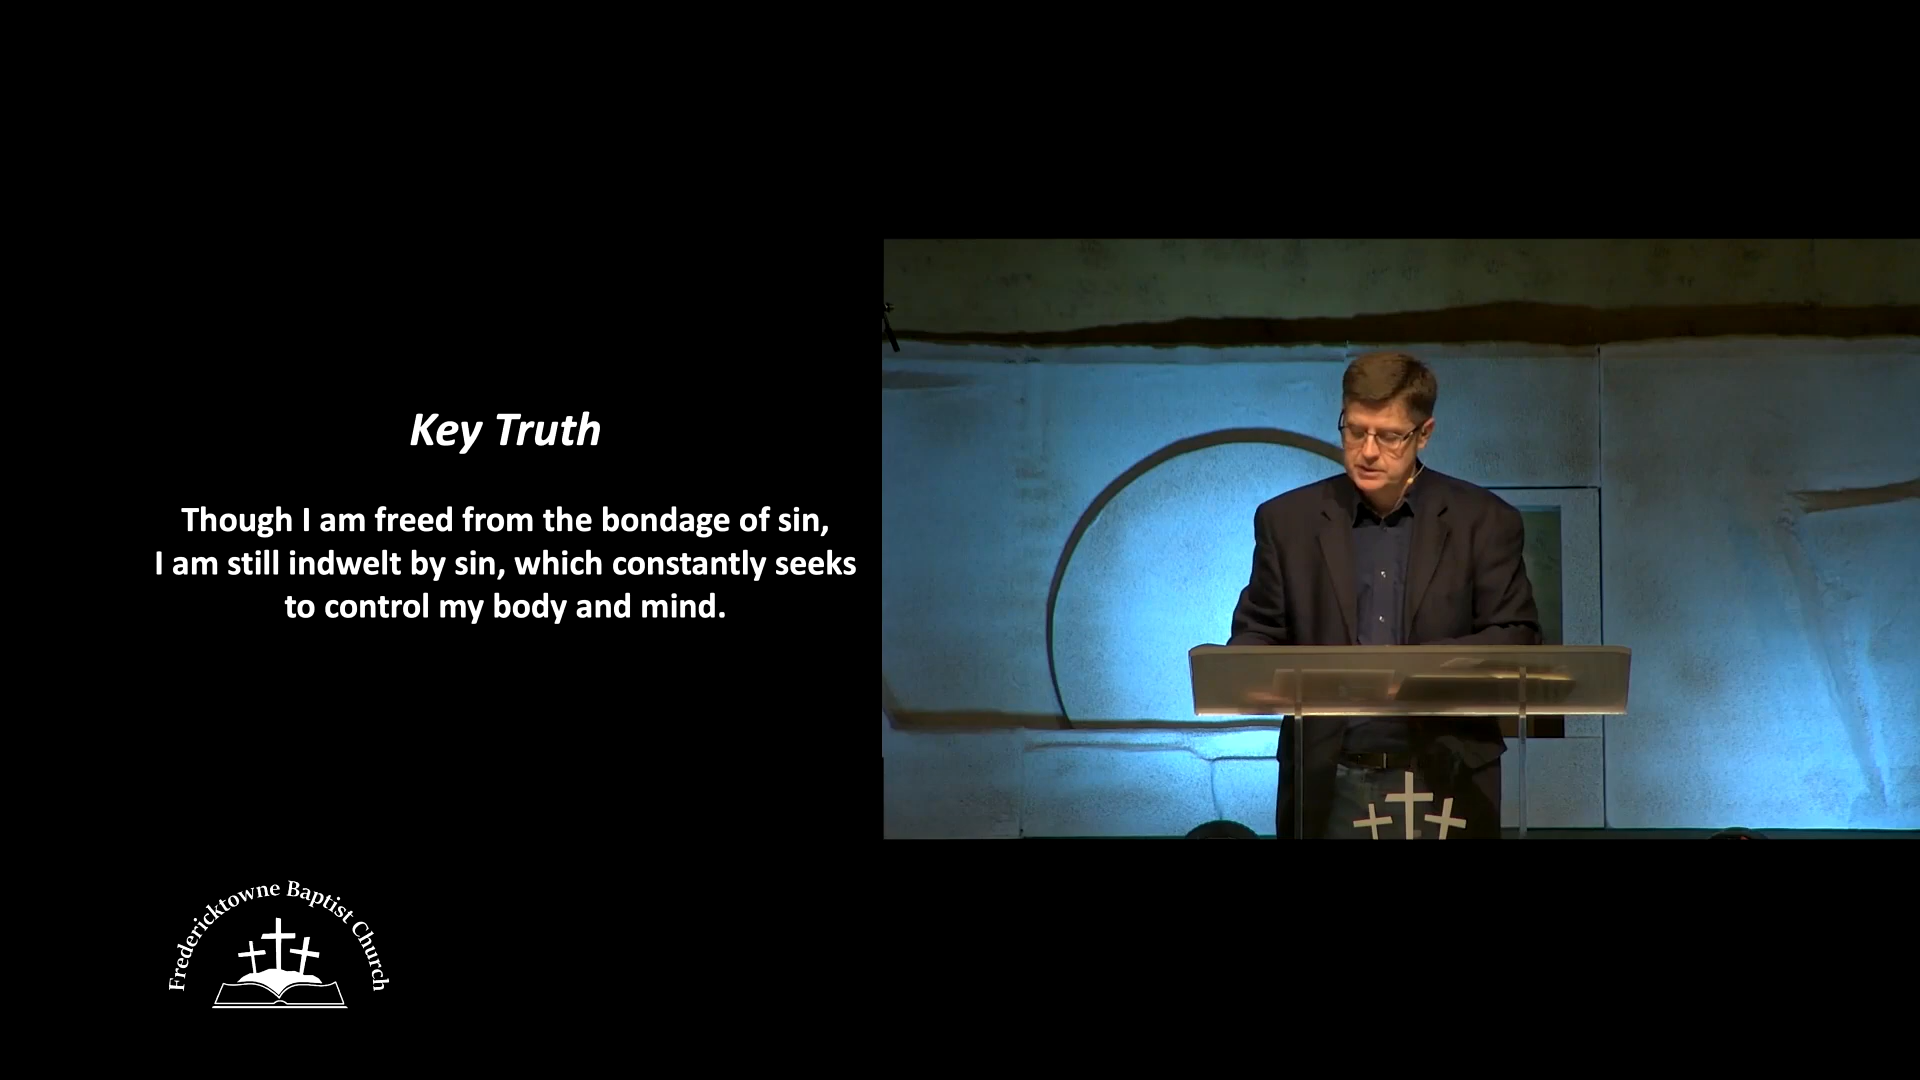 Key Truth
Though I am freed from the bondage of sin,
I am still indwelt by sin, which constantly seeks
to control my body and mind.
Fredericktowne Baptist Church